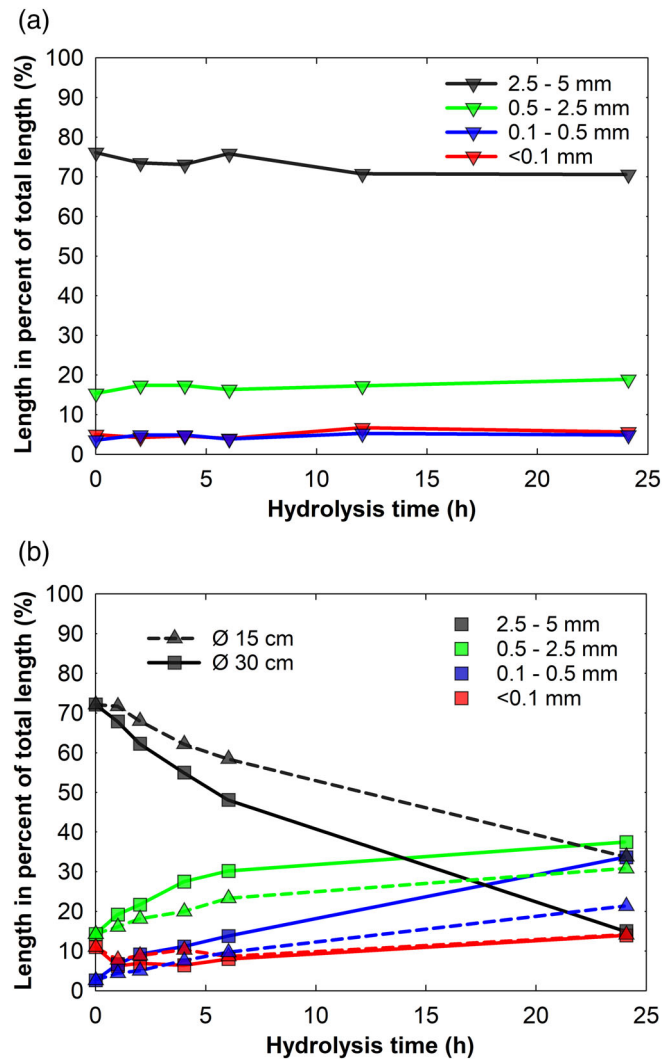 (a)
100
90
80
70
60
50
40
30
20
10
0
Length in percent of total length (%)
2.5 - 5 mm
0.5 - 2.5 mm
0.1 - 0.5 mm
<0.1 mm
0 5 10 15 20 25
Hydrolysis time (h)
(b)
100
90
80
70
60
50
40
30
20
10
0
Length in percent of total length (%)
Ø 15 cm
Ø 30 cm
2.5 - 5 mm
0.5 - 2.5 mm
0.1 - 0.5 mm
<0.1 mm
0 5 10 15 20 25
Hydrolysis time (h)